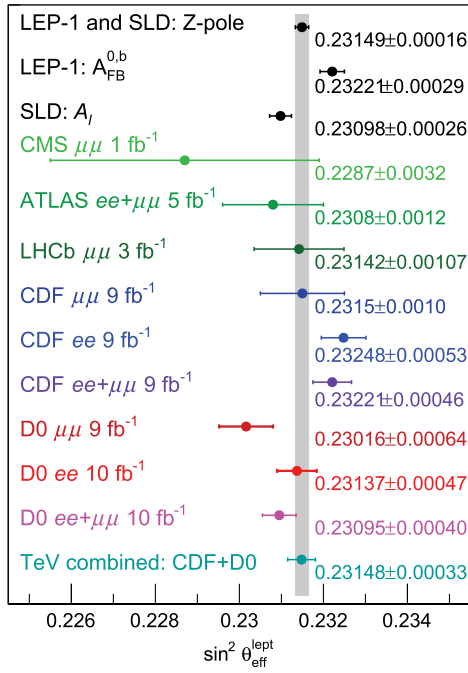 LEP-1 and SLD: Z-pole 0.23149±0.00016
LEP-1: A_FB^0,b 0.23221±0.00029
SLD: A_l 0.23098±0.00026
CMS μμ 1 fb⁻¹ 0.2287±0.0032
ATLAS ee+μμ 5 fb⁻¹ 0.2308±0.0012
LHCb μμ 3 fb⁻¹ 0.23142±0.00107
CDF μμ 9 fb⁻¹ 0.2315±0.0010
CDF ee 9 fb⁻¹ 0.23248±0.00053
CDF ee+μμ 9 fb⁻¹ 0.23221±0.00046
D0 μμ 9 fb⁻¹ 0.23016±0.00064
D0 ee 10 fb⁻¹ 0.23137±0.00047
D0 ee+μμ 10 fb⁻¹ 0.23095±0.00040
TeV combined: CDF+D0 0.23148±0.00033
0.226 0.228 0.23 0.232 0.234
sin² θ_eff^lept